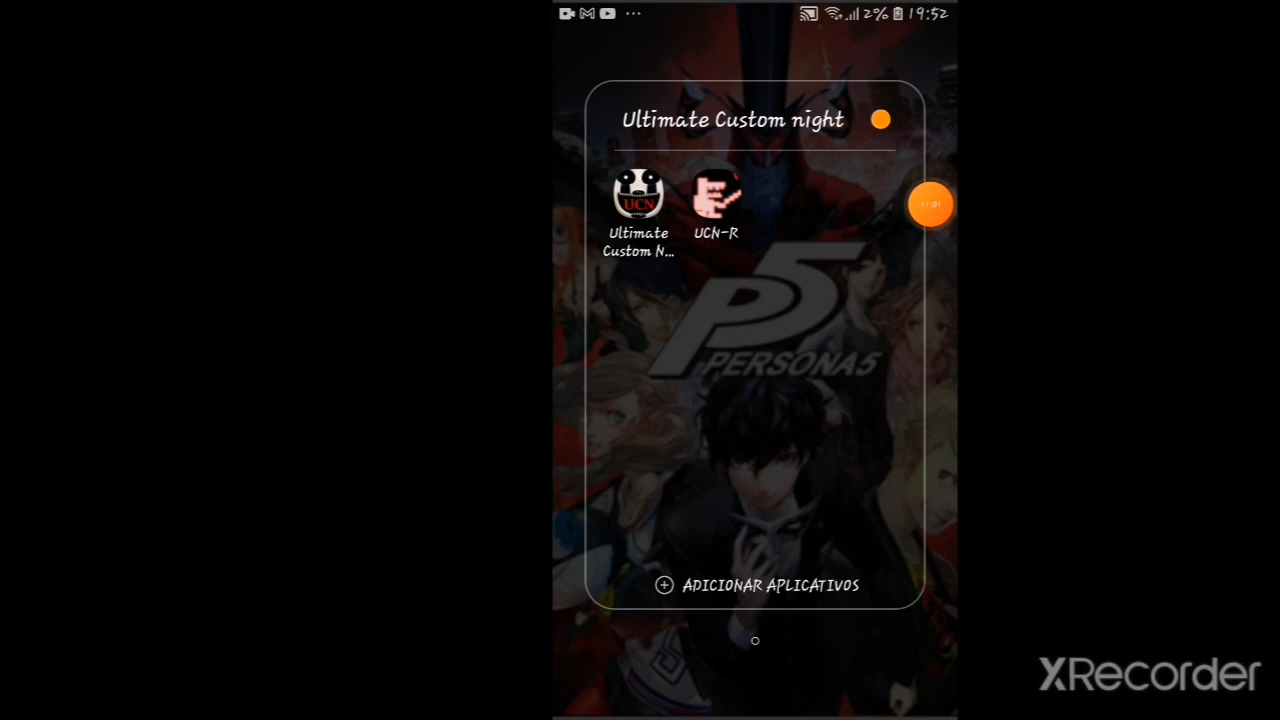 2% 19:52
Ultimate Custom night
UCN
Ultimate
Custom N...
UCN-R
P5
PERSONA5
ADICIONAR APLICATIVOS
XRecorder